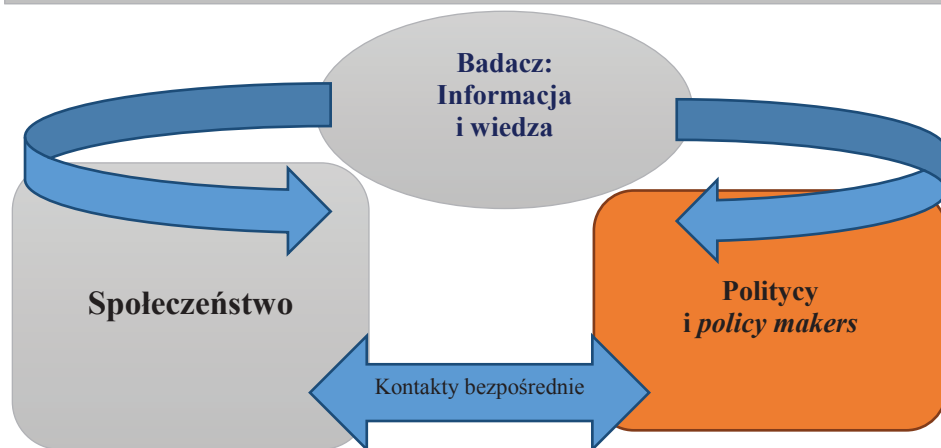 Badacz:
Informacja
i wiedza
Społeczeństwo
Politycy
i policy makers
Kontakty bezpośrednie